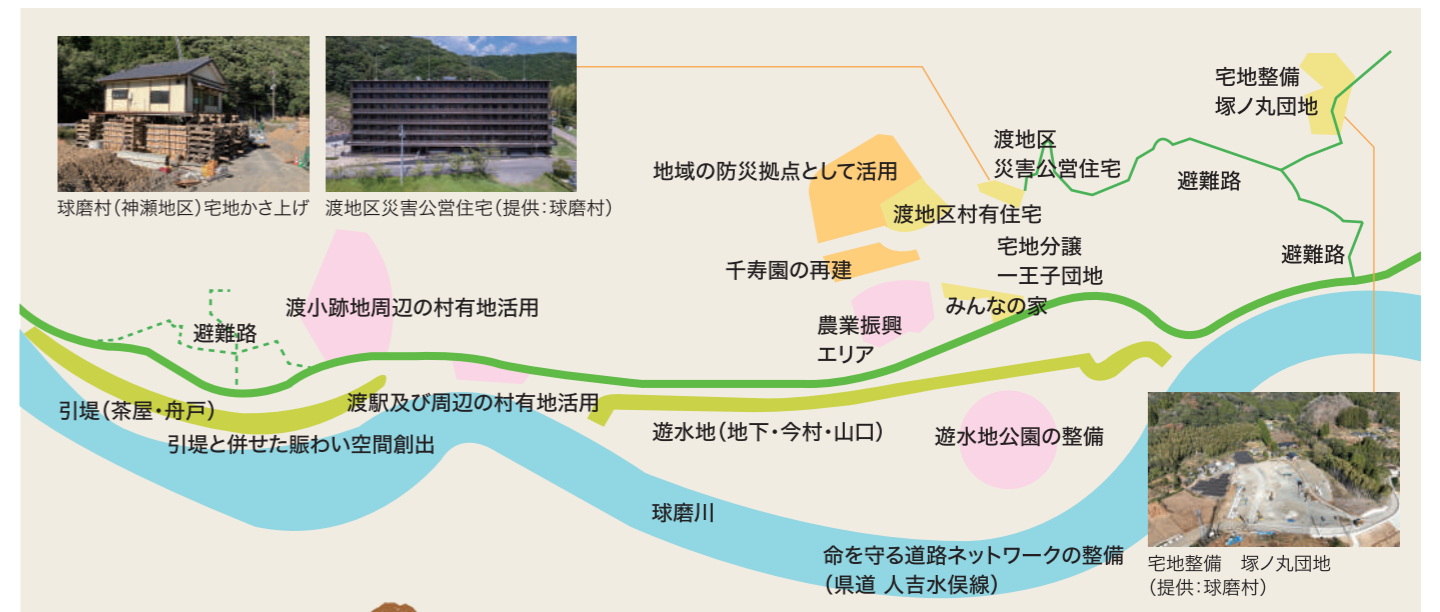 球磨村（神瀬地区）宅地かさ上げ
渡地区災害公営住宅（提供：球磨村）
宅地整備
塚ノ丸団地
渡地区
災害公営住宅
地域の防災拠点として活用
避難路
渡地区村有住宅
宅地分譲
一王子団地
避難路
千寿園の再建
みんなの家
渡小跡地周辺の村有地活用
避難路
農業振興
エリア
引堤（茶屋・舟戸）
渡駅及び周辺の村有地活用
引堤と併せた賑わい空間創出
遊水地（地下・今村・山口）
遊水地公園の整備
球磨川
命を守る道路ネットワークの整備
（県道 人吉水俣線）
宅地整備　塚ノ丸団地
（提供：球磨村）